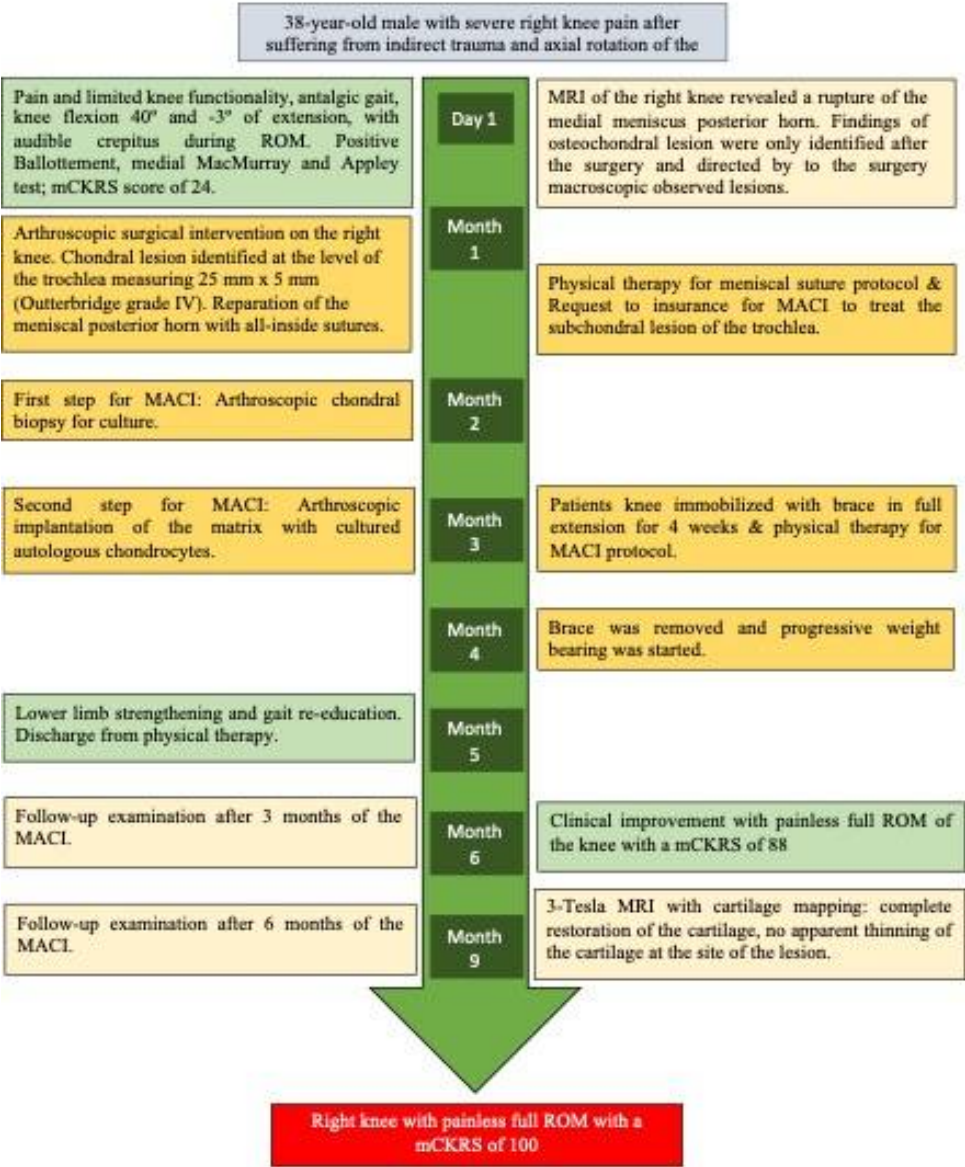 38-year-old male with severe right knee pain after
suffering from indirect trauma and axial rotation of the
Pain and limited knee functionality, antalgic gait,
knee flexion 40º and -3º of extension, with
audible crepitus during ROM. Positive
Ballottement, medial MacMurray and Appley
test; mCKRS score of 24.
Day 1
MRI of the right knee revealed a rupture of the
medial meniscus posterior horn. Findings of
osteochondral lesion were only identified after
the surgery and directed by to the surgery
macroscopic observed lesions.
Month
1
Arthroscopic surgical intervention on the right
knee. Chondral lesion identified at the level of
the trochlea measuring 25 mm x 5 mm
(Outterbridge grade IV). Reparation of the
meniscal posterior horn with all-inside sutures.
Physical therapy for meniscal suture protocol &
Request to insurance for MACI to treat the
subchondral lesion of the trochlea.
First step for MACI: Arthroscopic chondral
biopsy for culture.
Month
2
Second step for MACI: Arthroscopic
implantation of the matrix with cultured
autologous chondrocytes.
Month
3
Patients knee immobilized with brace in full
extension for 4 weeks & physical therapy for
MACI protocol.
Month
4
Brace was removed and progressive weight
bearing was started.
Lower limb strengthening and gait re-education.
Discharge from physical therapy.
Month
5
Follow-up examination after 3 months of the
MACI.
Month
6
Clinical improvement with painless full ROM of
the knee with a mCKRS of 88
Follow-up examination after 6 months of the
MACI.
Month
9
3-Tesla MRI with cartilage mapping: complete
restoration of the cartilage, no apparent thinning of
the cartilage at the site of the lesion.
Right knee with painless full ROM with a
mCKRS of 100